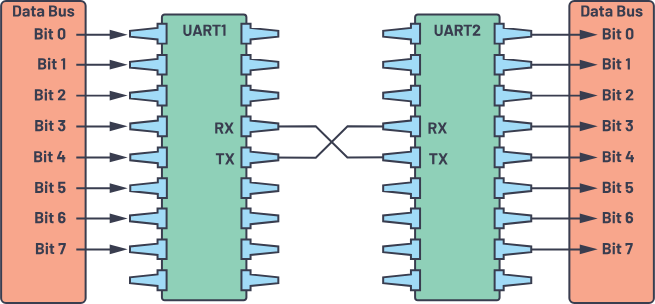 Data Bus
Bit 0
Bit 1
Bit 2
Bit 3
Bit 4
Bit 5
Bit 6
Bit 7
UART1
RX
TX
UART2
RX
TX
Data Bus
Bit 0
Bit 1
Bit 2
Bit 3
Bit 4
Bit 5
Bit 6
Bit 7